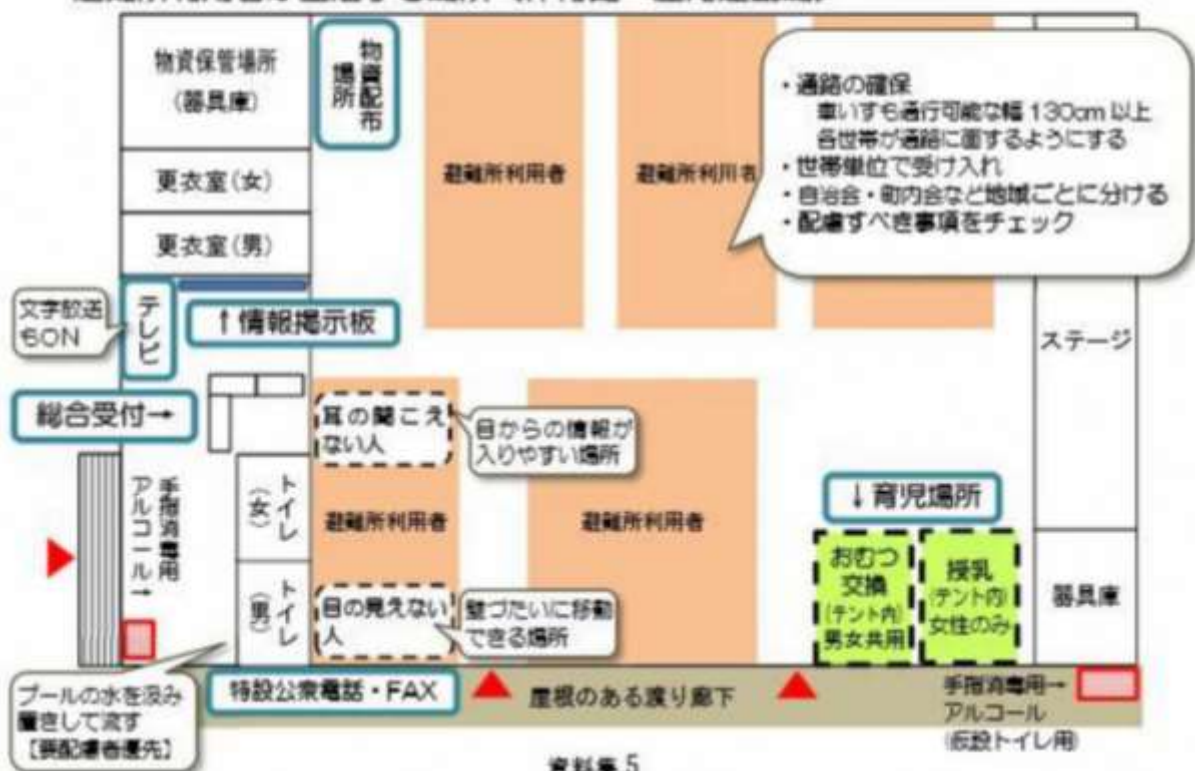 物資保管場所
(器具庫)
物資配布
場所
・通路の確保
車いすも通行可能な幅 130cm 以上
各世帯が通路に面するようにする
・世帯単位で受け入れ
・自治会・町内会など地域ごとに分ける
・配慮すべき事項をチェック
避難所利用者
避難所利用者
更衣室(女)
更衣室(男)
文字放送
もON
テレビ
↑情報掲示板
ステージ
総合受付→
耳の聞こえ
ない人
目からの情報が
入りやすい場所
手指消毒用
アルコール→
トイレ
(女)
避難所利用者
避難所利用者
↓育児場所
おむつ
交換
(テント内)
男女共用
授乳
(テント内)
女性のみ
器具庫
トイレ
(男)
目の見えない
人
壁づたいに移動
できる場所
プールの水を汲み
置きして流す
【要配慮者優先】
特設公衆電話・FAX
屋根のある渡り廊下
手指消毒用→
アルコール
(仮設トイレ用)
資料集 5